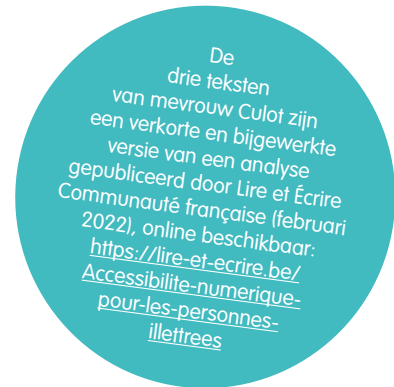 De
drie teksten
van mevrouw Culot zijn
een verkorte en bijgewerkte
versie van een analyse
gepubliceerd door Lire et Écrire
Communauté française (februari
2022), online beschikbaar:
https://lire-et-ecrire.be/
Accessibilite-numerique-
pour-les-personnes-
illettrees